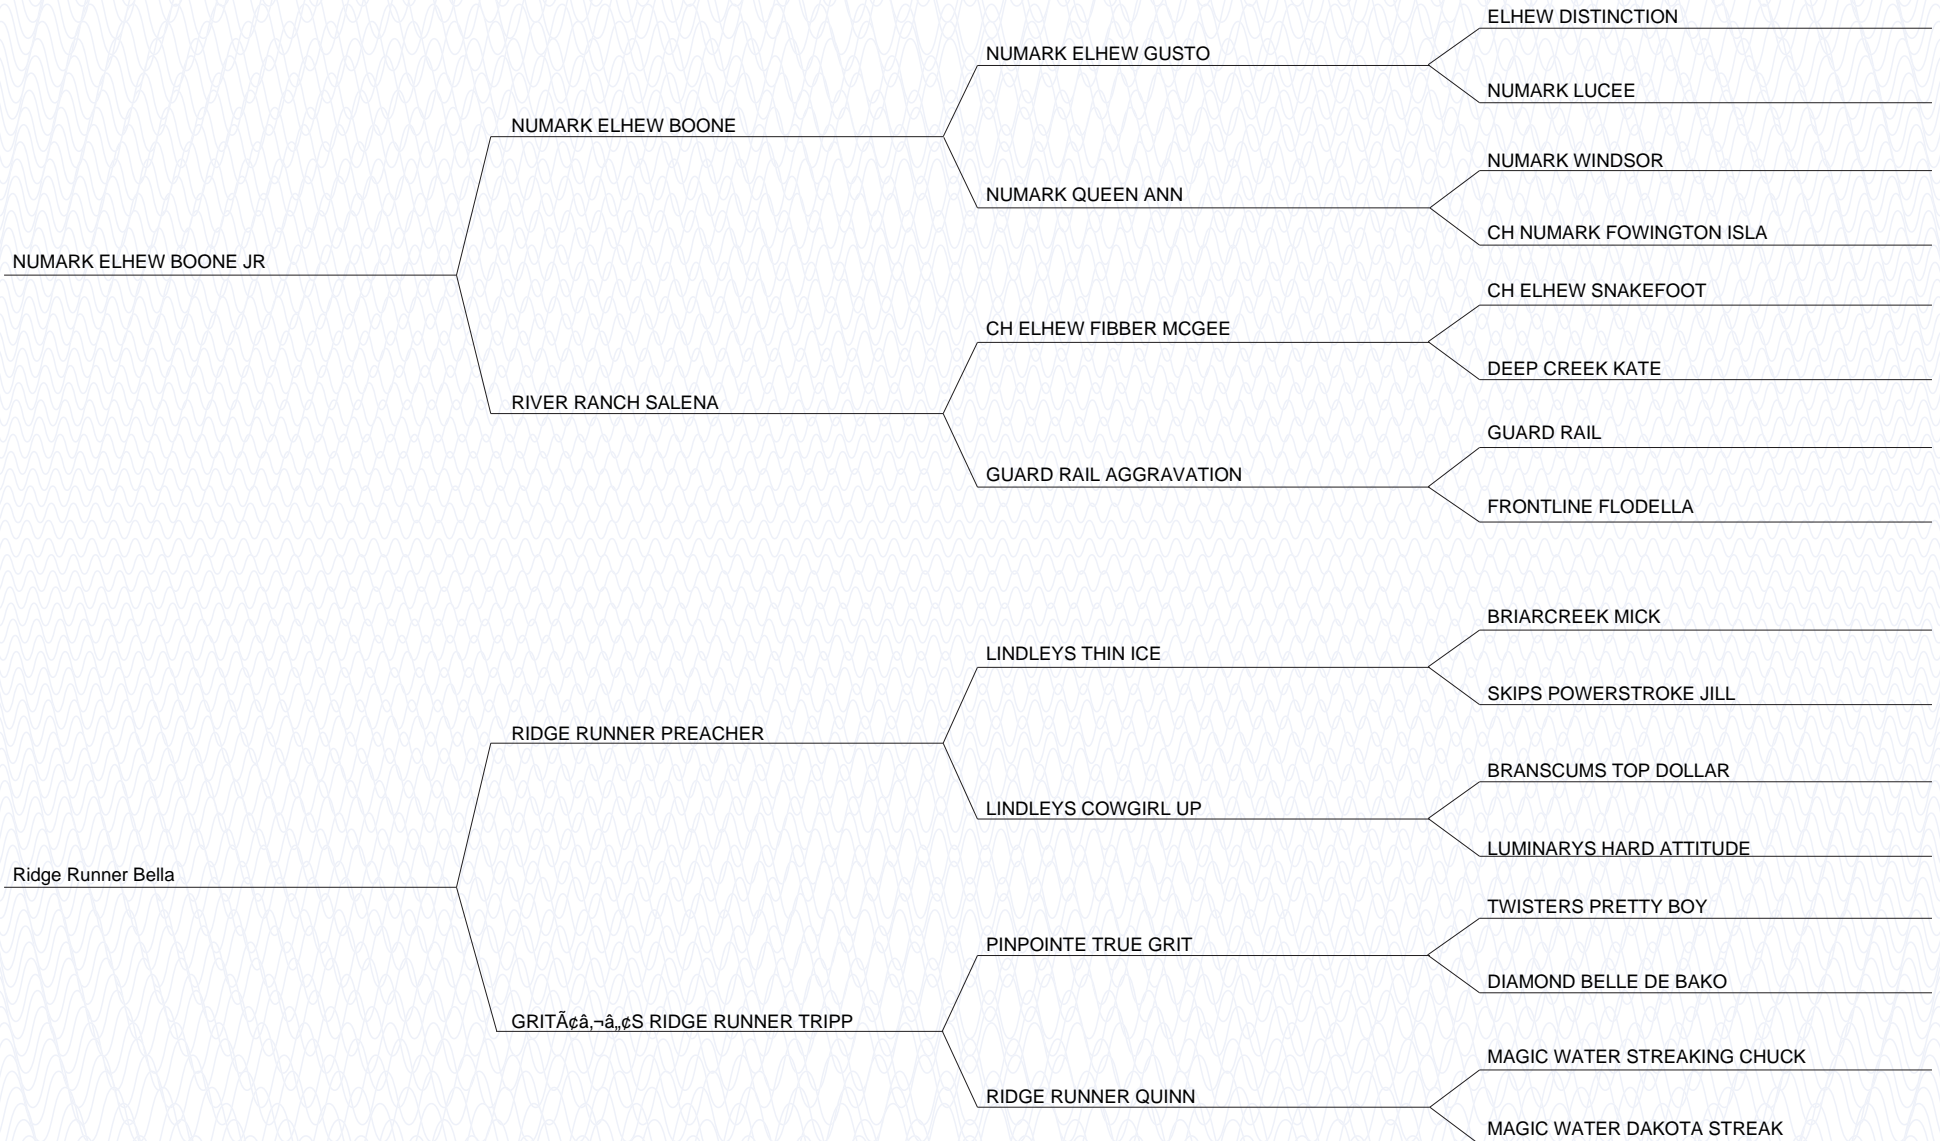 ELHEW DISTINCTION
NUMARK ELHEW GUSTO
NUMARK LUCEE
NUMARK ELHEW BOONE
NUMARK WINDSOR
NUMARK QUEEN ANN
CH NUMARK FOWINGTON ISLA
NUMARK ELHEW BOONE JR
CH ELHEW SNAKEFOOT
CH ELHEW FIBBER MCGEE
DEEP CREEK KATE
RIVER RANCH SALENA
GUARD RAIL
GUARD RAIL AGGRAVATION
FRONTLINE FLODELLA
BRIARCREEK MICK
LINDLEYS THIN ICE
SKIPS POWERSTROKE JILL
RIDGE RUNNER PREACHER
BRANSCUMS TOP DOLLAR
LINDLEYS COWGIRL UP
LUMINARYS HARD ATTITUDE
Ridge Runner Bella
TWISTERS PRETTY BOY
PINPOINTE TRUE GRIT
DIAMOND BELLE DE BAKO
GRITÃ¢â‚¬â„¢S RIDGE RUNNER TRIPP
MAGIC WATER STREAKING CHUCK
RIDGE RUNNER QUINN
MAGIC WATER DAKOTA STREAK